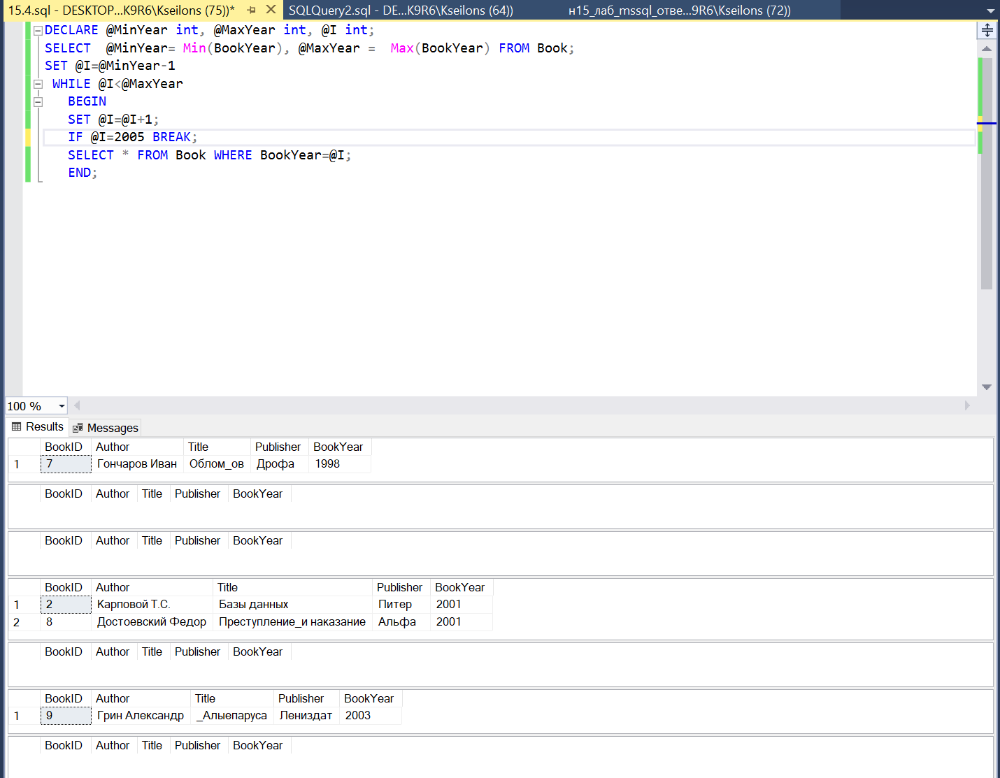 15.4.sql - DESKTOP...K9R6\Kseilons (75))* SQLQuery2.sql - DE...K9R6\Kseilons (64)) н15_лаб_mssql_отве...9R6\Kseilons (72))
DECLARE @MinYear int, @MaxYear int, @I int;
SELECT  @MinYear= Min(BookYear), @MaxYear =  Max(BookYear) FROM Book;
SET @I=@MinYear-1
WHILE @I<@MaxYear
BEGIN
SET @I=@I+1;
IF @I=2005 BREAK;
SELECT * FROM Book WHERE BookYear=@I;
END;
100 %
Results Messages
BookID Author Title Publisher BookYear
1 7 Гончаров Иван Облом_ов Дрофа 1998
BookID Author Title Publisher BookYear
BookID Author Title Publisher BookYear
BookID Author Title Publisher BookYear
1 2 Карповой Т.С. Базы данных Питер 2001
2 8 Достоевский Федор Преступление_и наказание Альфа 2001
BookID Author Title Publisher BookYear
BookID Author Title Publisher BookYear
1 9 Грин Александр _Алыепаруса Лениздат 2003
BookID Author Title Publisher BookYear